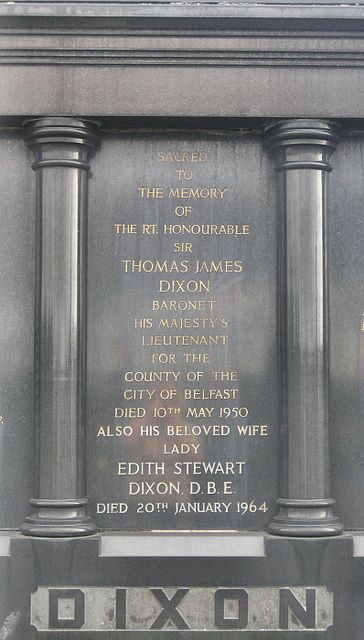 SACRED
TO
THE MEMORY
OF
THE RT. HONOURABLE
SIR
THOMAS JAMES
DIXON
BARONET
HIS MAJESTY'S
LIEUTENANT
FOR THE
COUNTY OF THE
CITY OF BELFAST
DIED 10TH MAY 1950
ALSO HIS BELOVED WIFE
LADY
EDITH STEWART
DIXON, D.B.E.
DIED 20TH JANUARY 1964
DIXON